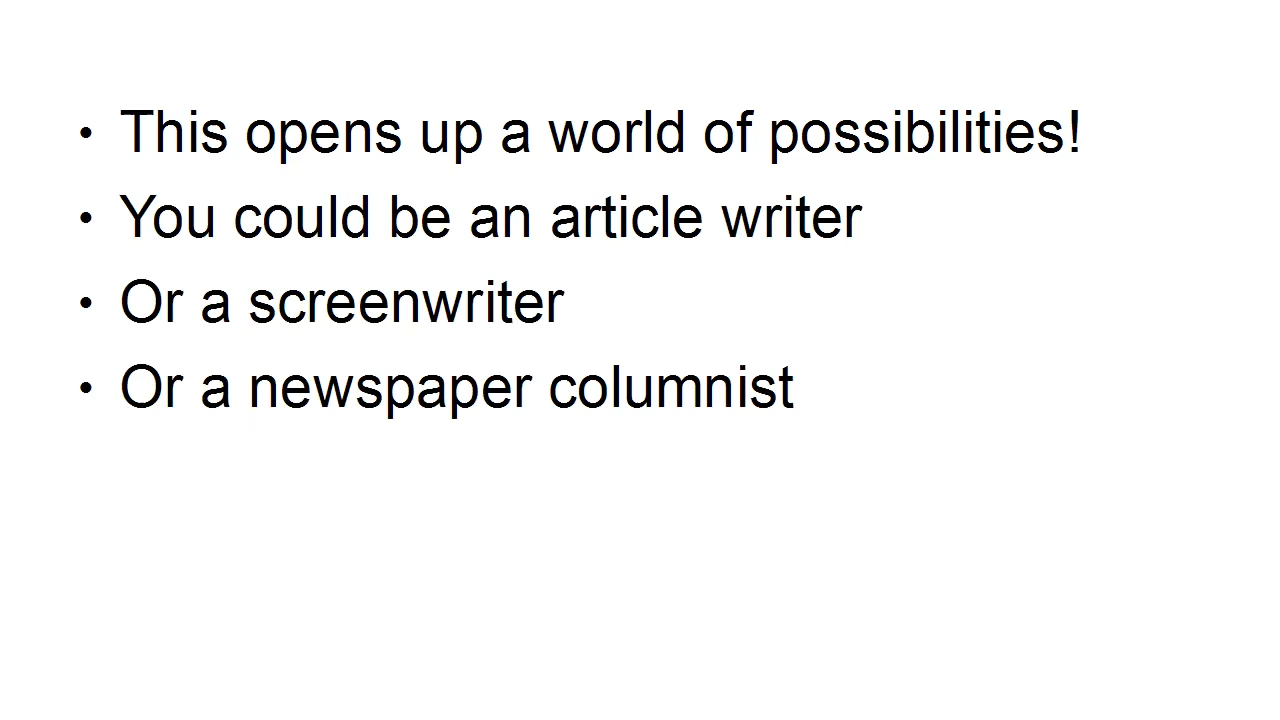 • This opens up a world of possibilities!
• You could be an article writer
• Or a screenwriter
• Or a newspaper columnist